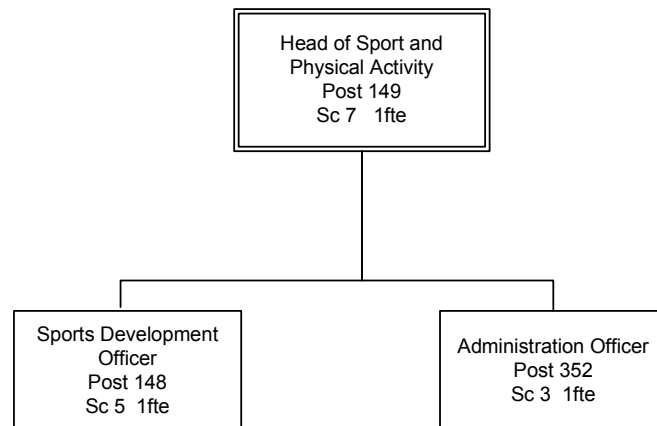 Head of Sport and
Physical Activity
Post 149
Sc 7 1fte
Sports Development
Officer
Post 148
Sc 5 1fte
Administration Officer
Post 352
Sc 3 1fte